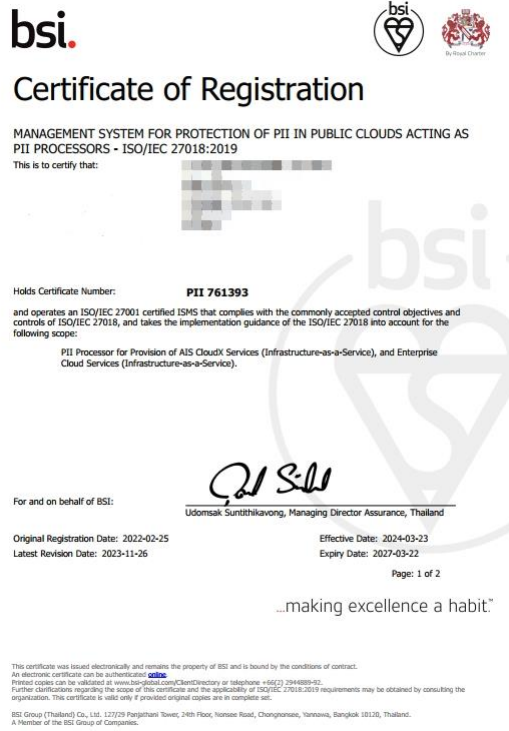 bsi.
bsi
By Royal Charter
Certificate of Registration
MANAGEMENT SYSTEM FOR PROTECTION OF PII IN PUBLIC CLOUDS ACTING AS
PII PROCESSORS - ISO/IEC 27018:2019
This is to certify that:
bsi
Holds Certificate Number:
PII 761393
and operates an ISO/IEC 27001 certified ISMS that complies with the commonly accepted control objectives and
controls of ISO/IEC 27018, and takes the implementation guidance of the ISO/IEC 27018 into account for the
following scope:
PII Processor for Provision of AIS CloudX Services (Infrastructure-as-a-Service), and Enterprise
Cloud Services (Infrastructure-as-a-Service).
For and on behalf of BSI:
Udomsak Suntithikavong, Managing Director Assurance, Thailand
Original Registration Date: 2022-02-25
Effective Date: 2024-03-23
Latest Revision Date: 2023-11-26
Expiry Date: 2027-03-22
Page: 1 of 2
...making excellence a habit.™
This certificate was issued electronically and remains the property of BSI and is bound by the conditions of contract.
An electronic certificate can be authenticated online.
Printed copies can be validated at www.bsi-global.com/ClientDirectory or telephone +66(2) 2944889-92.
Further clarifications regarding the scope of this certificate and the applicability of ISO/IEC 27018:2019 requirements may be obtained by consulting the
organization. This certificate is valid only if provided original copies are in complete set.
BSI Group (Thailand) Co., Ltd. 127/29 Panjathani Tower, 24th Floor, Nonsee Road, Chongnonsee, Yannawa, Bangkok 10120, Thailand.
A Member of the BSI Group of Companies.